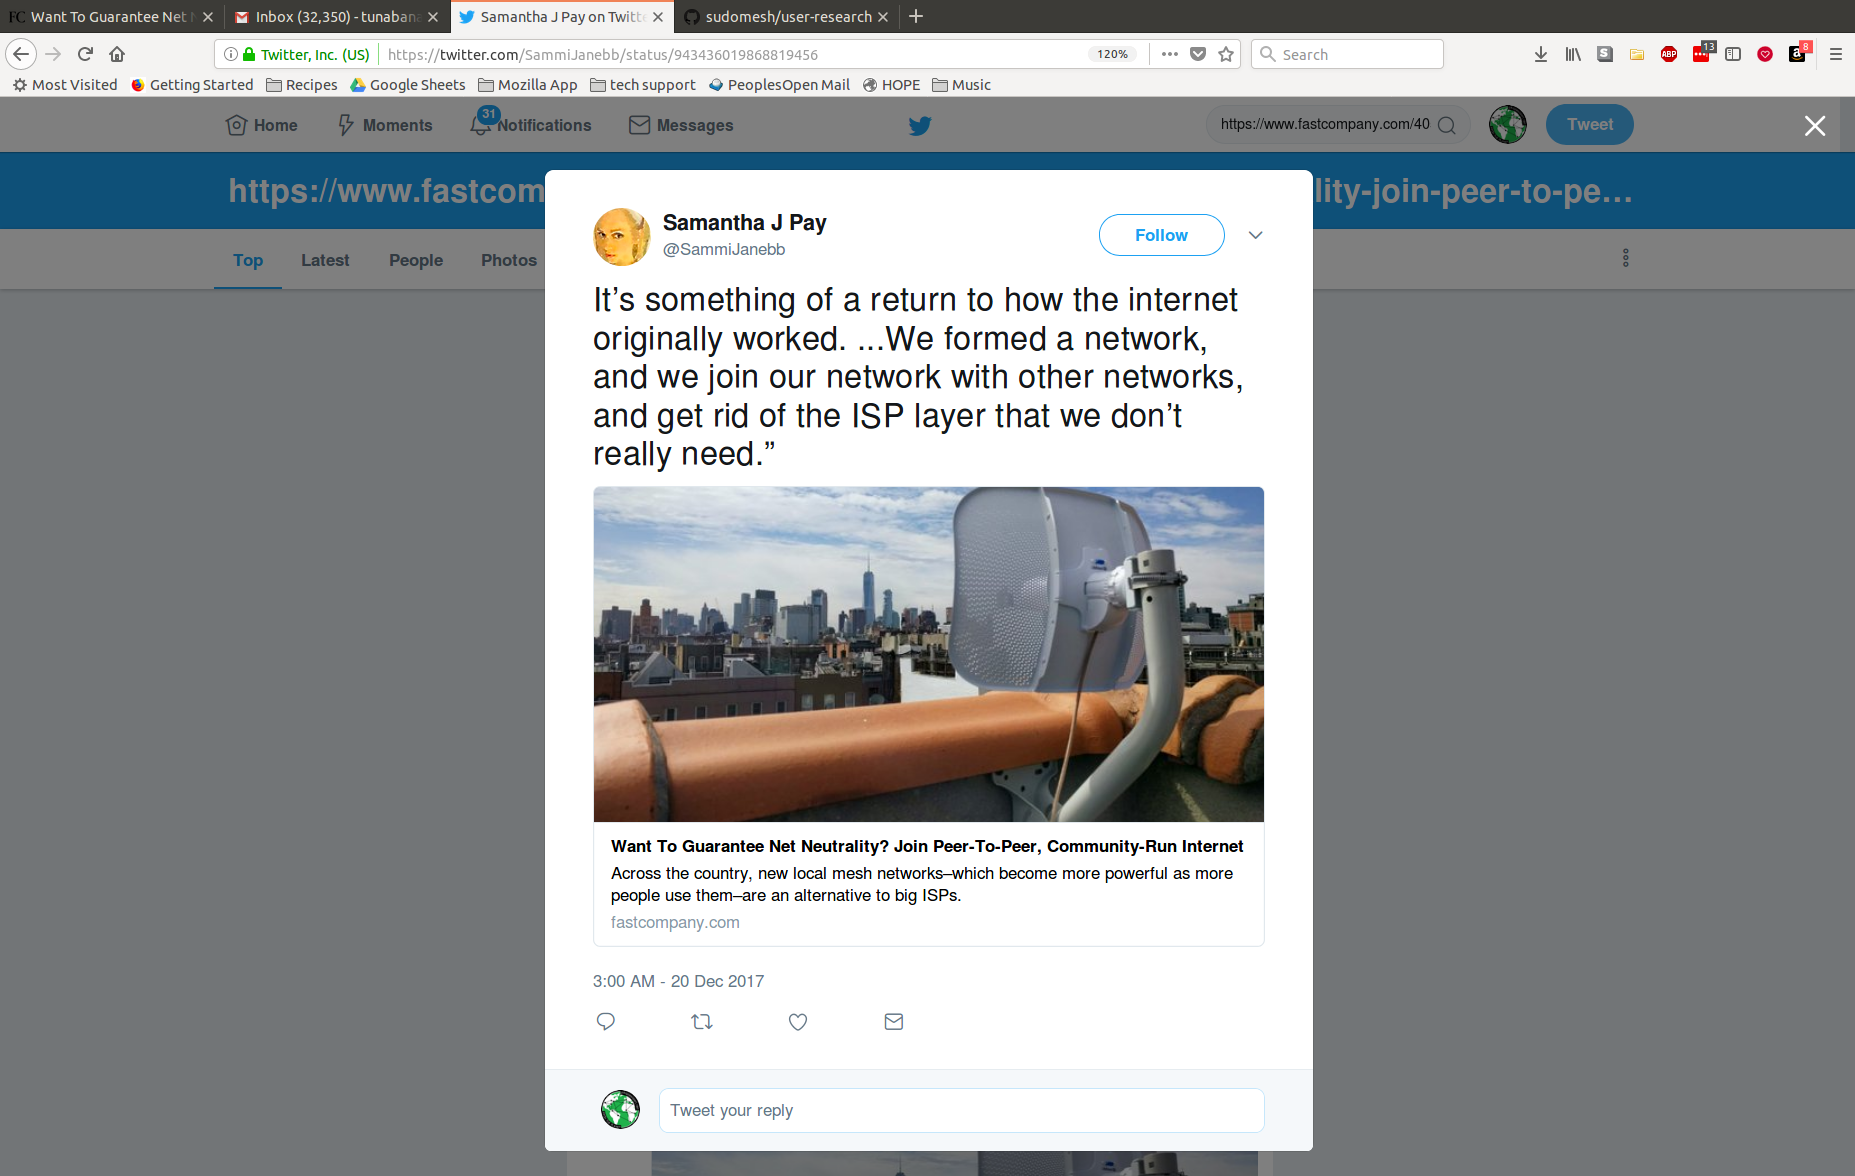 FC Want To Guarantee Net
Inbox (32,350) - tunabana
Samantha J Pay on Twitte
sudomesh/user-research
Twitter, Inc. (US)
https://twitter.com/SammiJanebb/status/943436019868819456
120%
Search
S
ABP
13
a
8
Most Visited
Getting Started
Recipes
Google Sheets
Mozilla App
tech support
PeoplesOpen Mail
HOPE
Music
Home
Moments
31
Notifications
Messages
https://www.fastcompany.com/40
Tweet
https://www.fastcom
lity-join-peer-to-pe...
Top
Latest
People
Photos
Samantha J Pay
@SammiJanebb
Follow
It’s something of a return to how the internet
originally worked. ...We formed a network,
and we join our network with other networks,
and get rid of the ISP layer that we don’t
really need.”
Want To Guarantee Net Neutrality? Join Peer-To-Peer, Community-Run Internet
Across the country, new local mesh networks–which become more powerful as more
people use them–are an alternative to big ISPs.
fastcompany.com
3:00 AM - 20 Dec 2017
Tweet your reply